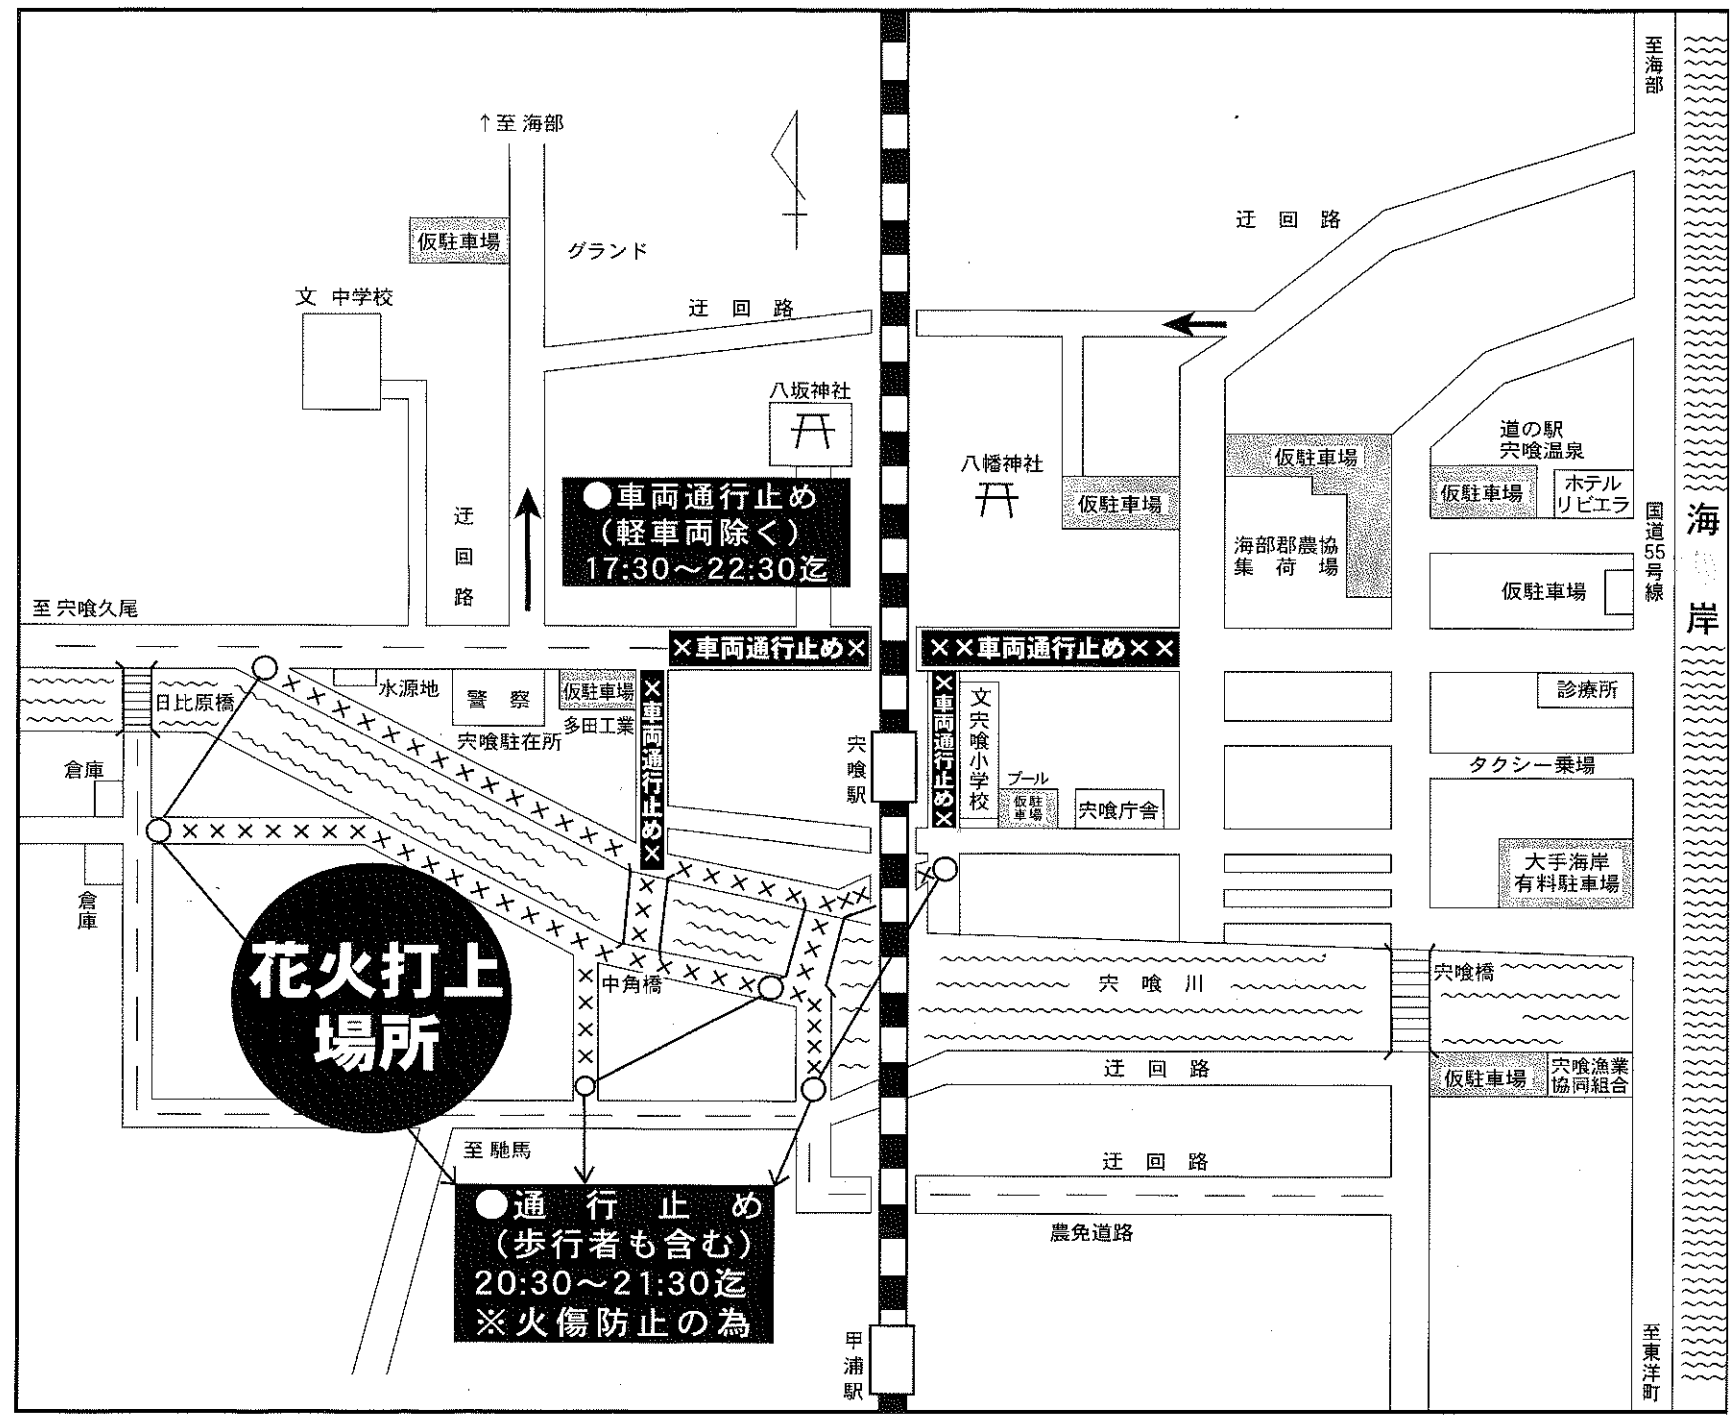 至海部
↑至 海部
仮駐車場
グランド
迂回路
文 中学校
迂回路
八坂神社
八幡神社
仮駐車場
仮駐車場
道の駅
宍喰温泉
仮駐車場
ホテル
リビエラ
国道55号線
海岸
●車両通行止め
(軽車両除く)
17:30〜22:30迄
迂回路
海部郡農協
集荷場
仮駐車場
至 宍喰久尾
×車両通行止め×
××車両通行止め××
日比原橋
水源地
警察
宍喰駐在所
仮駐車場
多田工業
×車両通行止め×
宍喰駅
×車両通行止め×
文 宍喰小学校
プール
仮駐
車場
宍喰庁舎
診療所
タクシー乗場
大手海岸
有料駐車場
倉庫
倉庫
花火打上
場所
中角橋
宍喰川
宍喰橋
迂回路
仮駐車場
宍喰漁業
協同組合
至 馳馬
迂回路
農免道路
●通行止め
(歩行者も含む)
20:30〜21:30迄
※火傷防止の為
甲浦駅
至東洋町